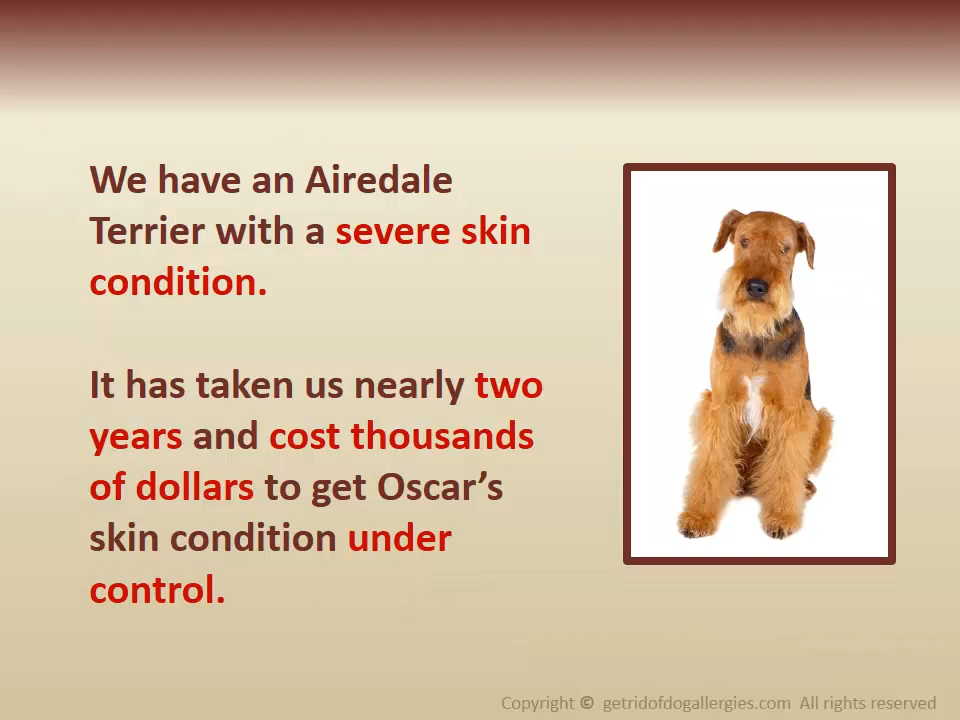 We have an Airedale
Terrier with a severe skin
condition.
It has taken us nearly two
years and cost thousands
of dollars to get Oscar’s
skin condition under
control.
Copyright © getridofdogallergies.com All rights reserved